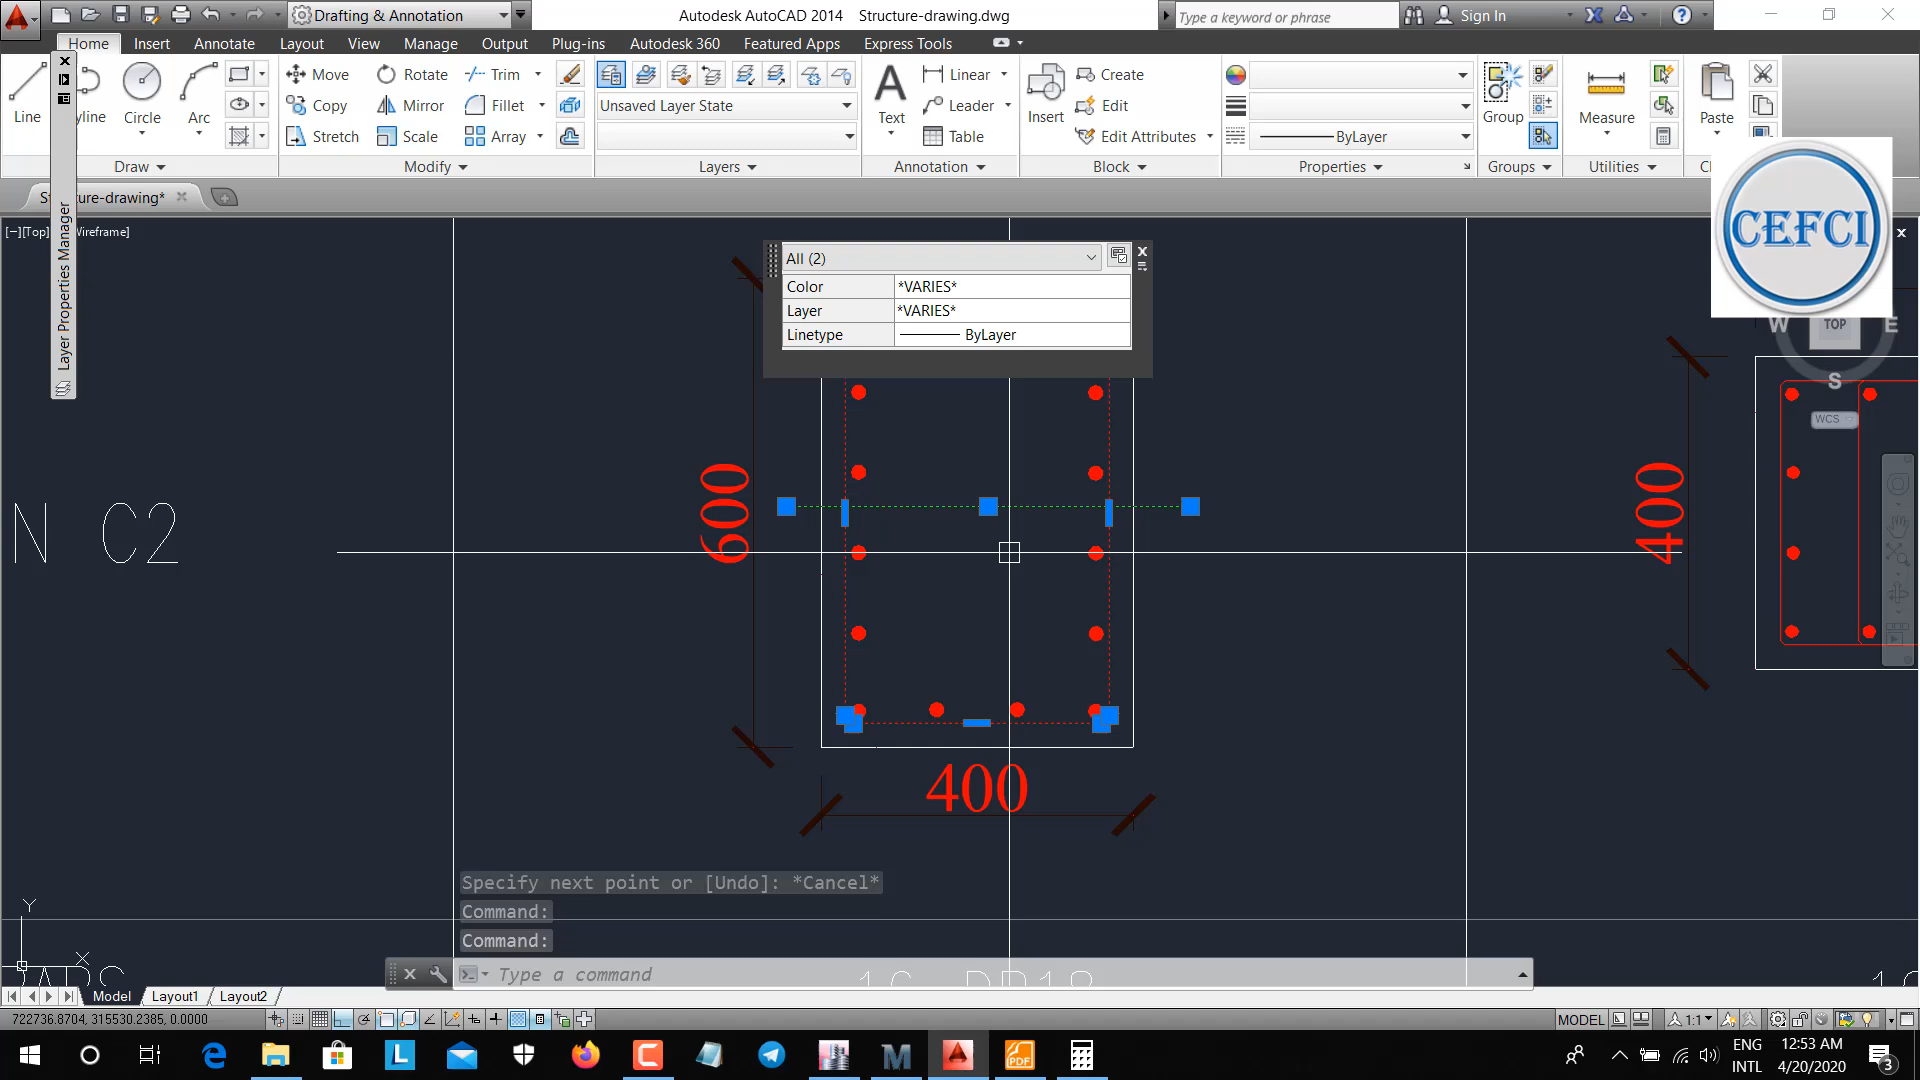 Drafting & Annotation
Autodesk AutoCAD 2014 Structure-drawing.dwg
Type a keyword or phrase
Sign In
Home Insert Annotate Layout View Manage Output Plug-ins Autodesk 360 Featured Apps Express Tools
Line
yline
Circle
Arc
Draw
Move Rotate Trim
Copy Mirror Fillet
Stretch Scale Array
Modify
Unsaved Layer State
Layers
Text
Linear
Leader
Table
Annotation
Insert
Create
Edit
Edit Attributes
Block
ByLayer
Properties
Group
Groups
Measure
Utilities
Paste
CEFCI
Layer Properties Manager
[-][Top]
Wireframe]
All (2)
Color *VARIES*
Layer *VARIES*
Linetype ByLayer
W TOP E
S
WCS
600
400
N C2
400
Specify next point or [Undo]: *Cancel*
Command:
Command:
Type a command
Y
X
Model Layout1 Layout2
722736.8704, 315530.2385, 0.0000
MODEL
1:1
ENG
INTL
12:53 AM
4/20/2020
3